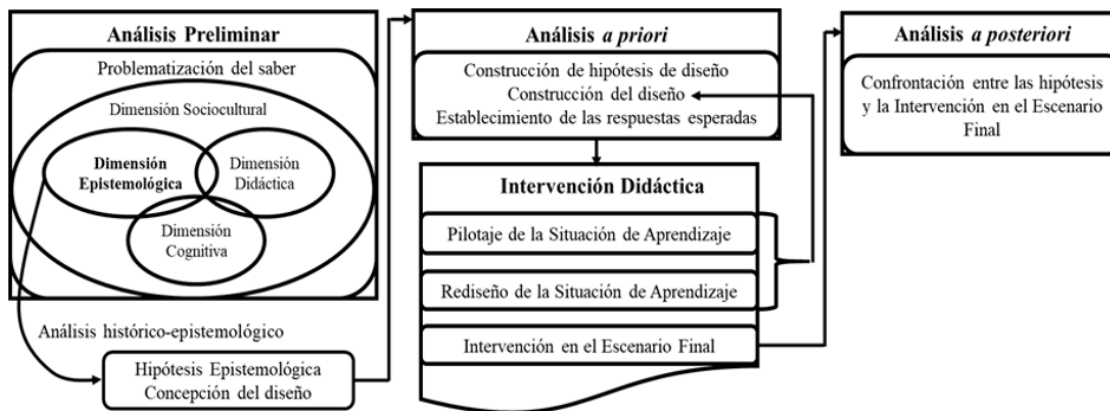 Análisis Preliminar
Problematización del saber
Dimensión Sociocultural
Dimensión
Epistemológica
Dimensión
Didáctica
Dimensión
Cognitiva
Análisis histórico-epistemológico
Hipótesis Epistemológica
Concepción del diseño
Análisis a priori
Construcción de hipótesis de diseño
Construcción del diseño
Establecimiento de las respuestas esperadas
Intervención Didáctica
Pilotaje de la Situación de Aprendizaje
Rediseño de la Situación de Aprendizaje
Intervención en el Escenario Final
Análisis a posteriori
Confrontación entre las hipótesis
y la Intervención en el Escenario
Final